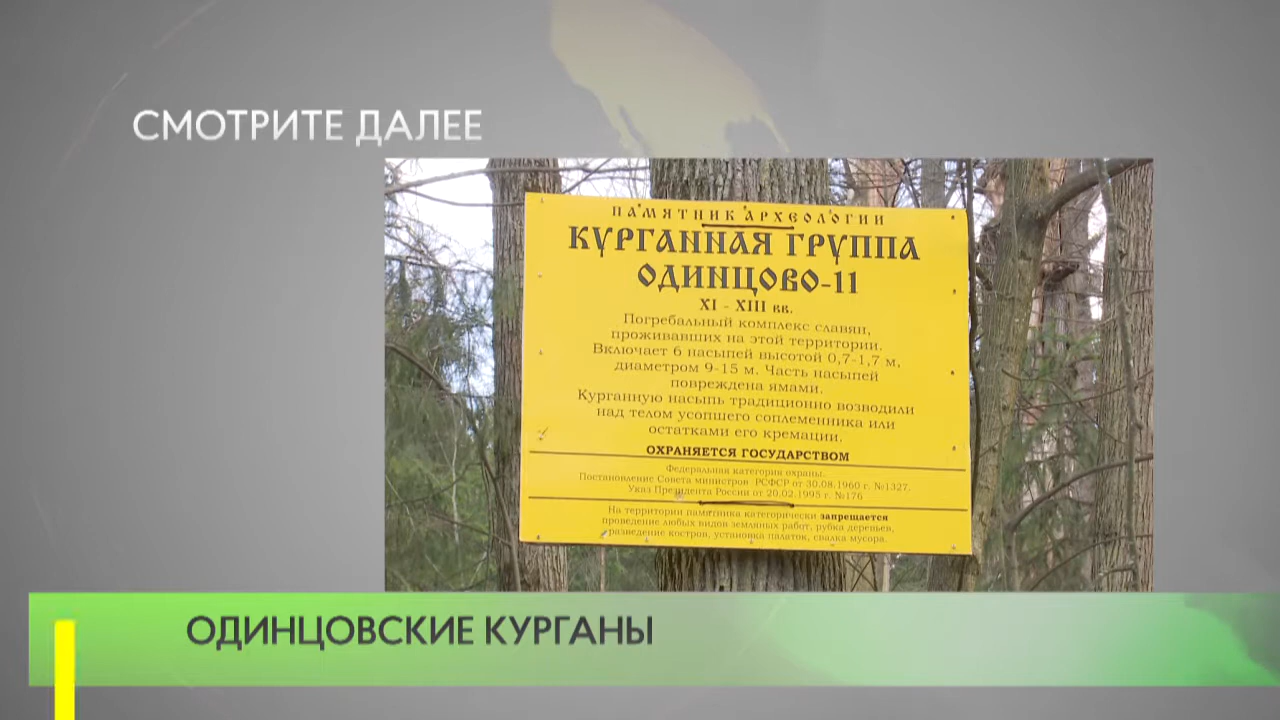 СМОТРИТЕ ДАЛЕЕ
ПАМЯТНИК АРХЕОЛОГИИ
КУРГАННАЯ ГРУППА
ОДИНЦОВО-11
XI - XIII вв.
Погребальный комплекс славян,
проживавших на этой территории.
Включает 6 насыпей высотой 0,7-1,7 м,
диаметром 9-15 м. Часть насыпей
повреждена ямами.
Курганную насыпь традиционно возводили
над телом усопшего соплеменника или
остатками его кремации.
ОХРАНЯЕТСЯ ГОСУДАРСТВОМ
Федеральная категория охраны.
Постановление Совета министров РСФСР от 30.08.1960 г. №1327.
Указ Президента России от 20.02.1995 г. №176
На территории памятника категорически запрещается
проведение любых видов земляных работ, рубка деревьев,
разведение костров, установка палаток, свалка мусора.
ОДИНЦОВСКИЕ КУРГАНЫ